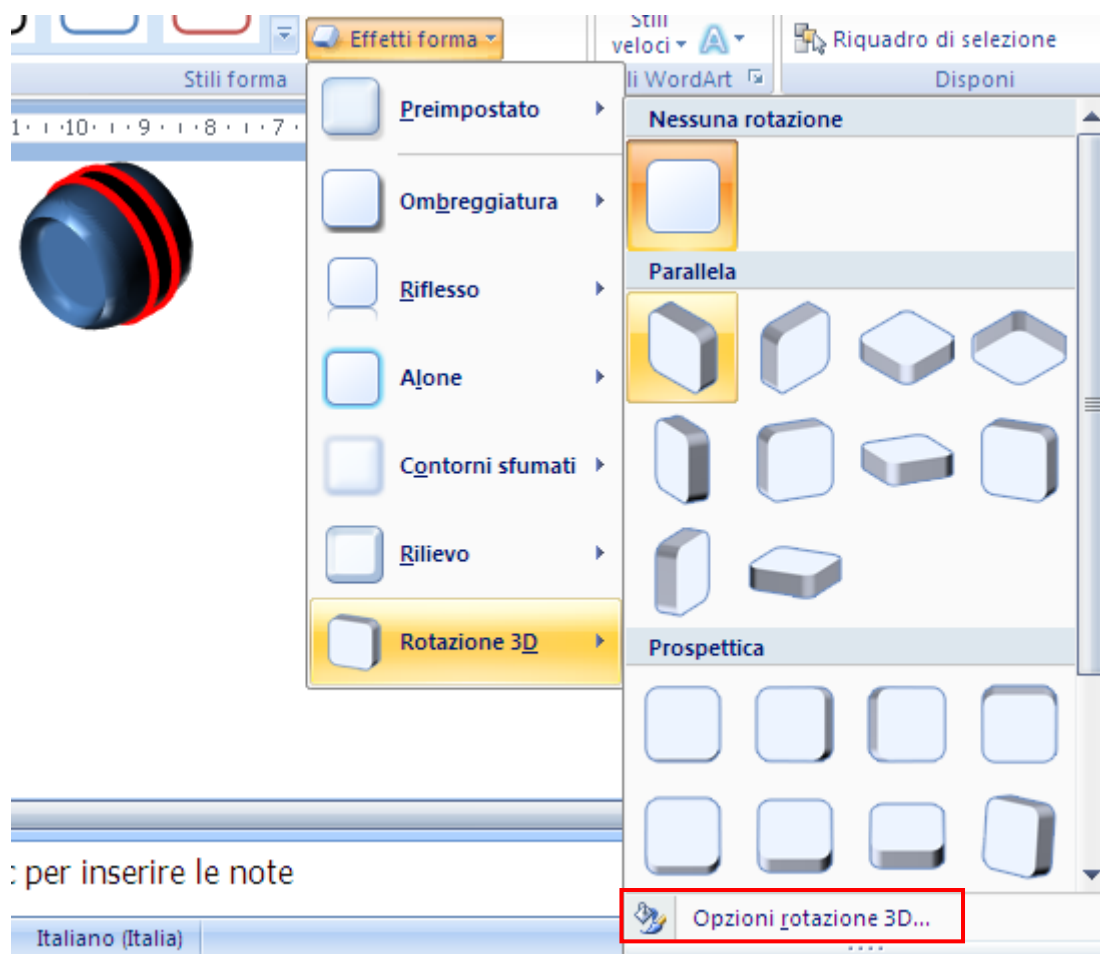 Stili
Effetti forma
veloci
Riquadro di selezione
Stili forma
li WordArt
Disponi
1 · 10 · 9 · 8 · 7
Preimpostato
Ombreggiatura
Riflesso
Alone
Contorni sfumati
Rilievo
Rotazione 3D
Nessuna rotazione
Parallela
Prospettica
Opzioni rotazione 3D...
c per inserire le note
Italiano (Italia)